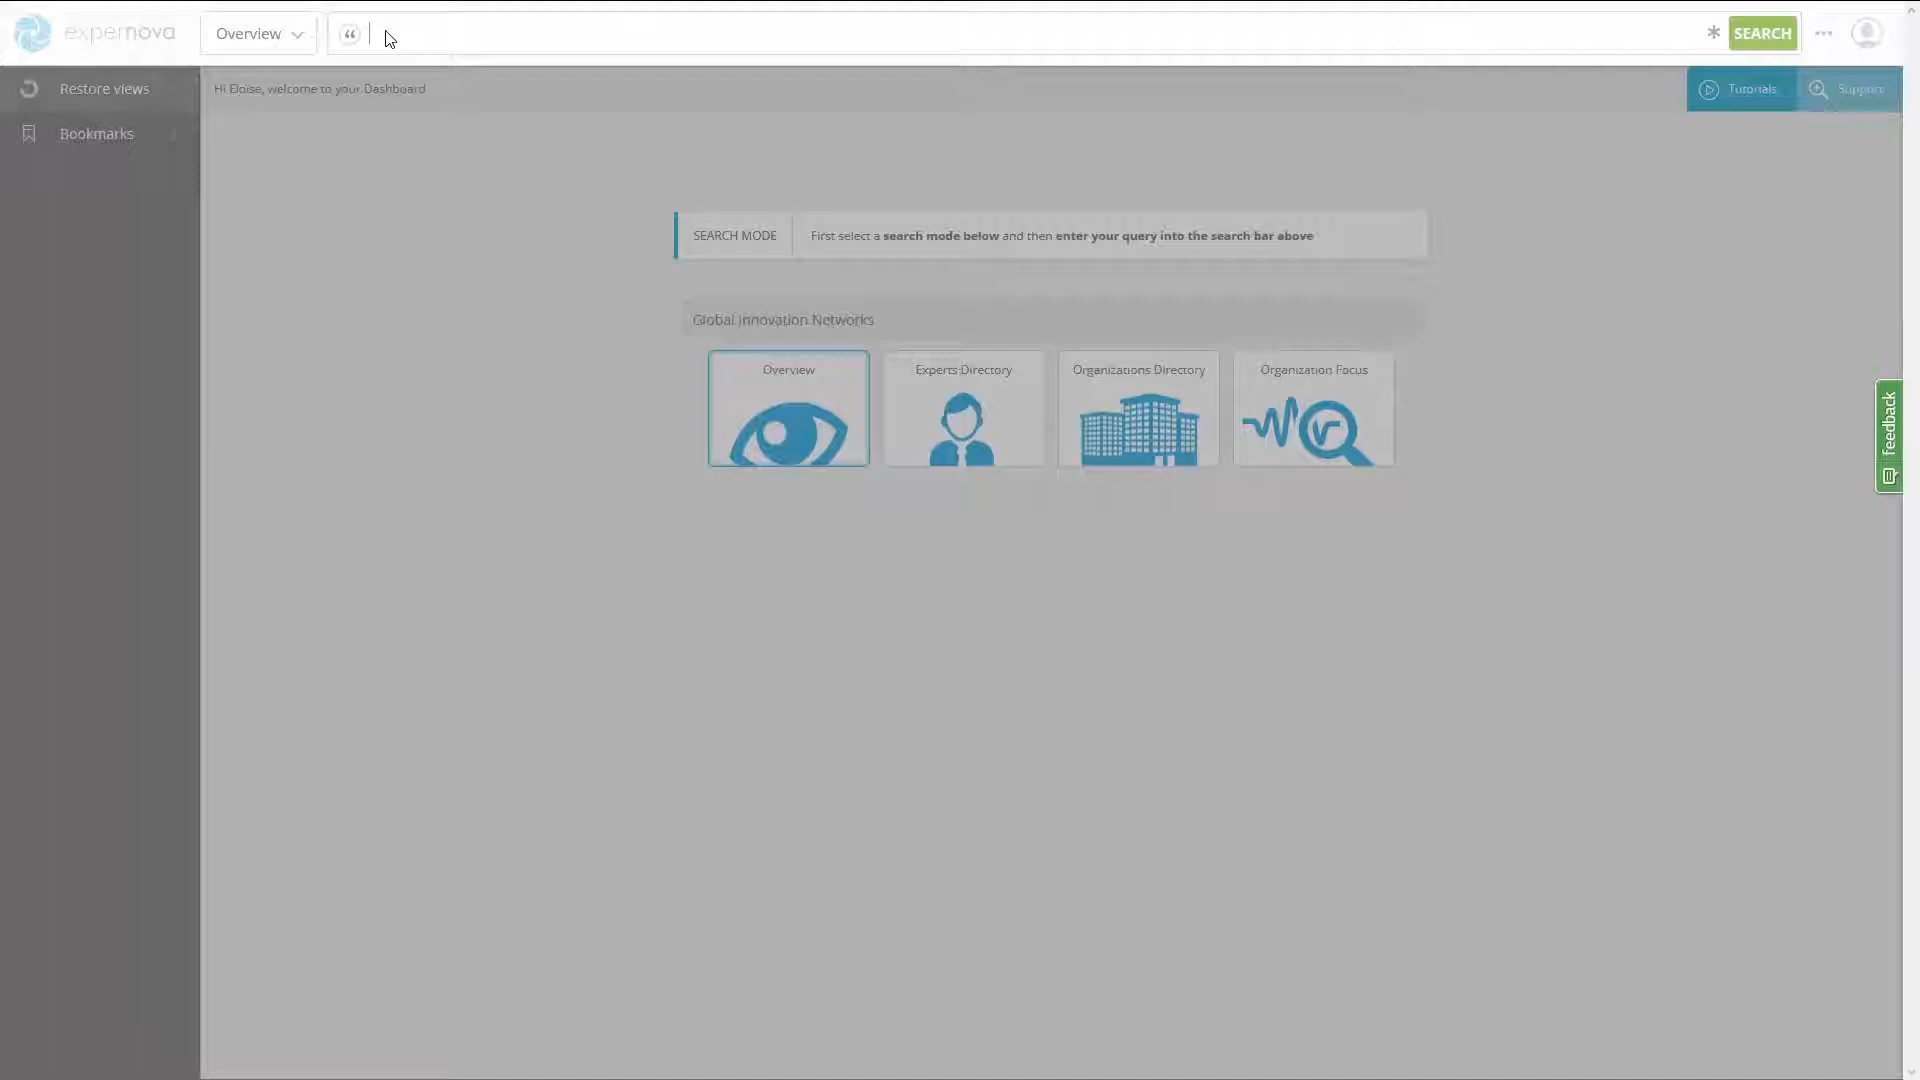 expernova
Overview
SEARCH
Restore views
Bookmarks
Hi Eloïse, welcome to your Dashboard
Tutorials
Support
SEARCH MODE
First select a search mode below and then enter your query into the search bar above
Global Innovation Networks
Overview
Experts Directory
Organizations Directory
Organization Focus
feedback